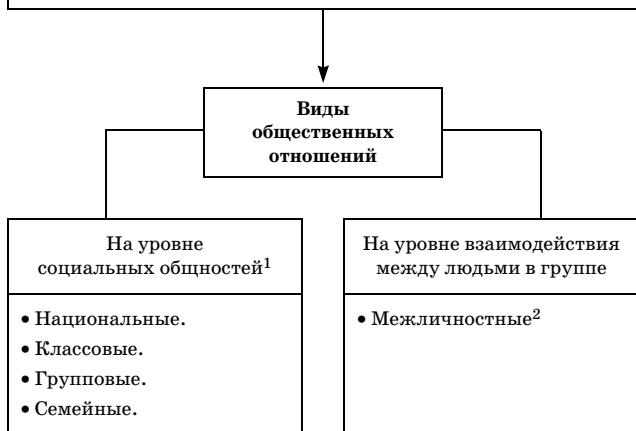 Виды
общественных
отношений
На уровне
социальных общностей¹
• Национальные.
• Классовые.
• Групповые.
• Семейные.
На уровне взаимодействия
между людьми в группе
• Межличностные²